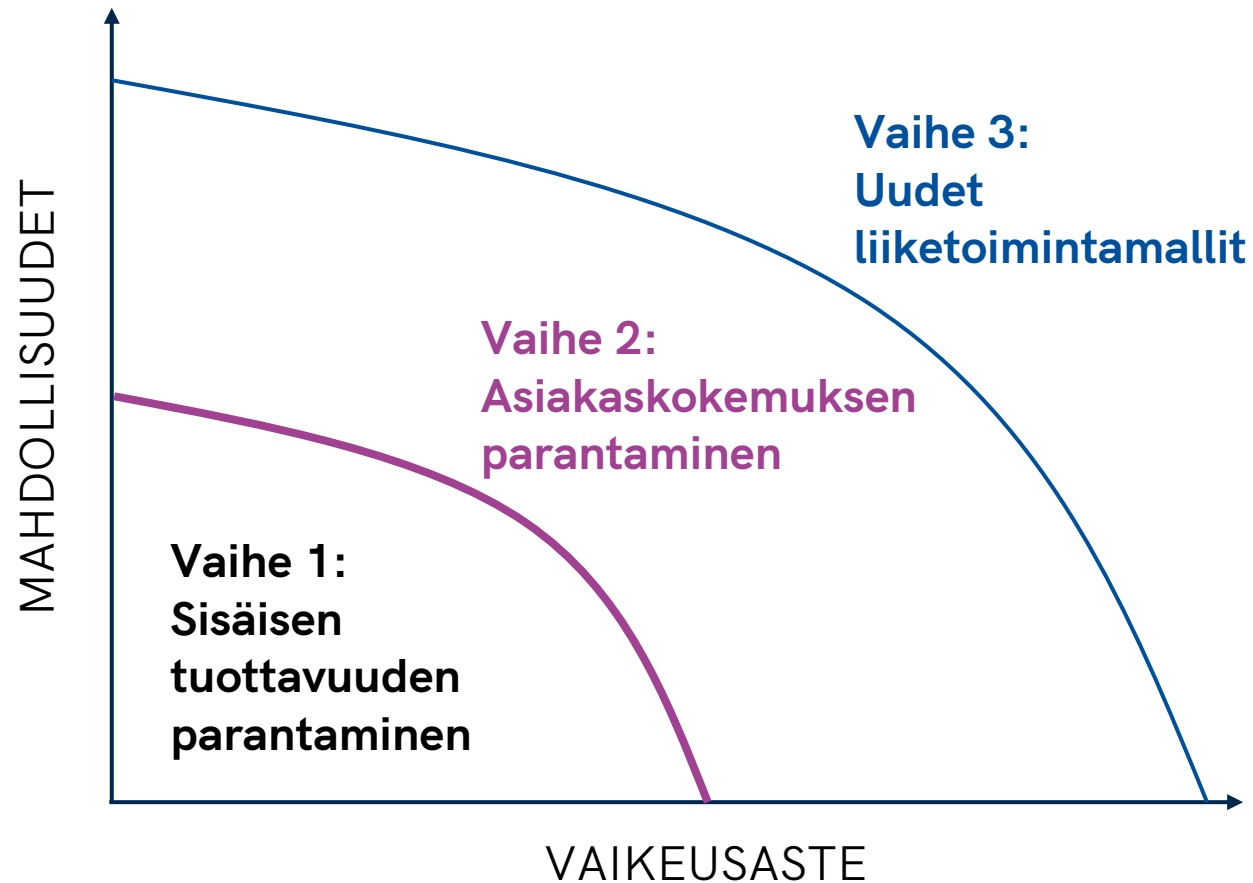 MAHDOLLISUUDET
Vaihe 3:
Uudet
liiketoimintamallit
Vaihe 2:
Asiakaskokemuksen
parantaminen
Vaihe 1:
Sisäisen
tuottavuuden
parantaminen
VAIKEUSASTE